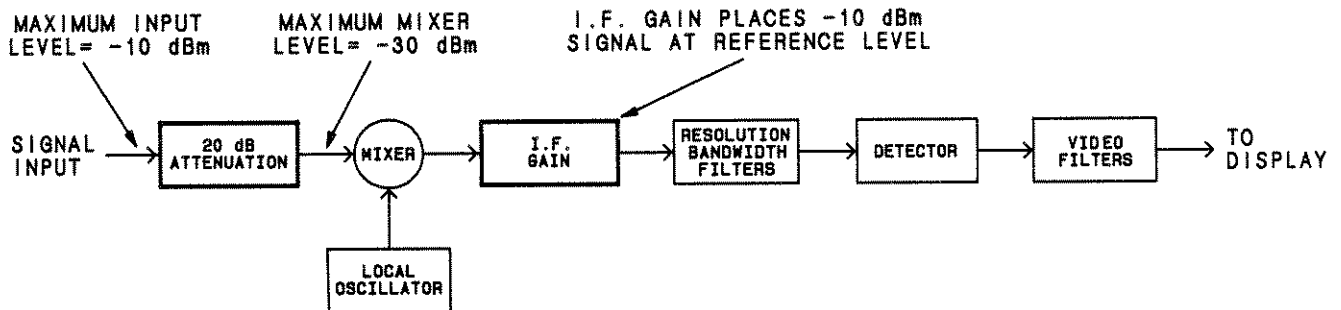 MAXIMUM INPUT
LEVEL= -10 dBm
MAXIMUM MIXER
LEVEL= -30 dBm
I.F. GAIN PLACES -10 dBm
SIGNAL AT REFERENCE LEVEL
SIGNAL
INPUT
20 dB
ATTENUATION
MIXER
I.F.
GAIN
RESOLUTION
BANDWIDTH
FILTERS
DETECTOR
VIDEO
FILTERS
TO
DISPLAY
LOCAL
OSCILLATOR